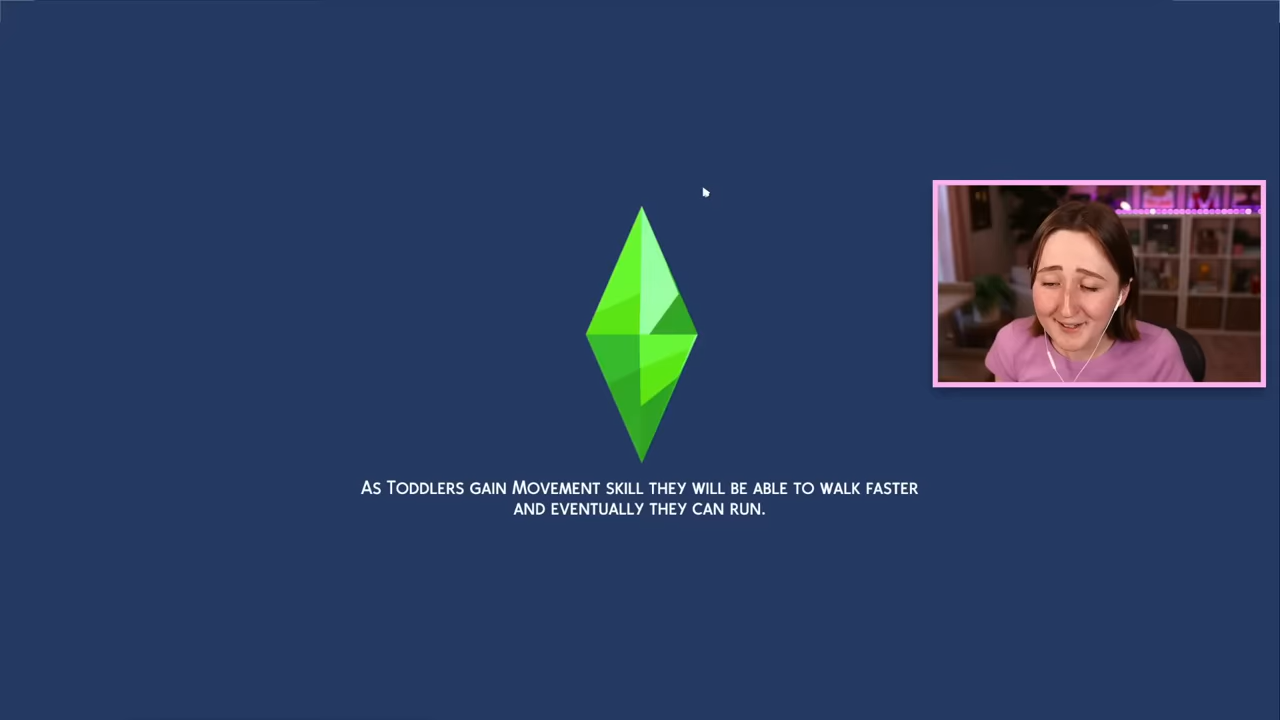 As Toddlers gain Movement skill they will be able to walk faster
and eventually they can run.